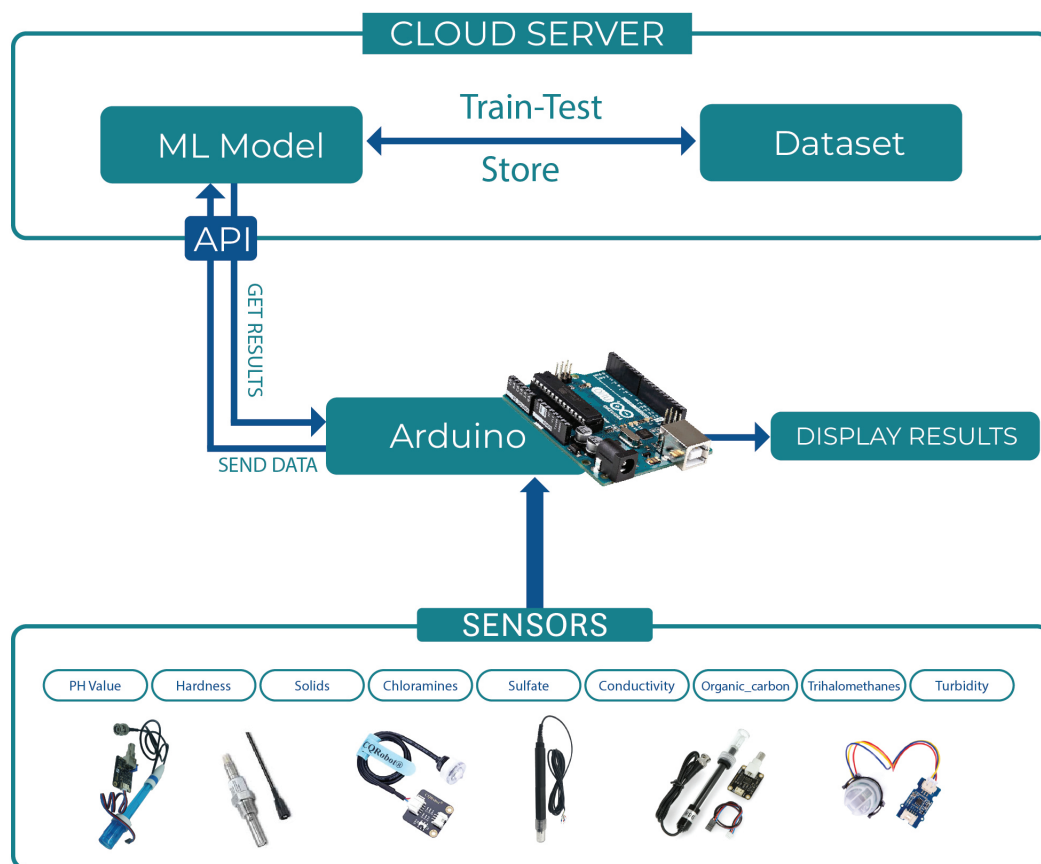 CLOUD SERVER
Train-Test
ML Model
Dataset
Store
API
GET RESULTS
Arduino
DISPLAY RESULTS
SEND DATA
SENSORS
PH Value
Hardness
Solids
Chloramines
Sulfate
Conductivity
Organic_carbon
Trihalomethanes
Turbidity
CQRobot®